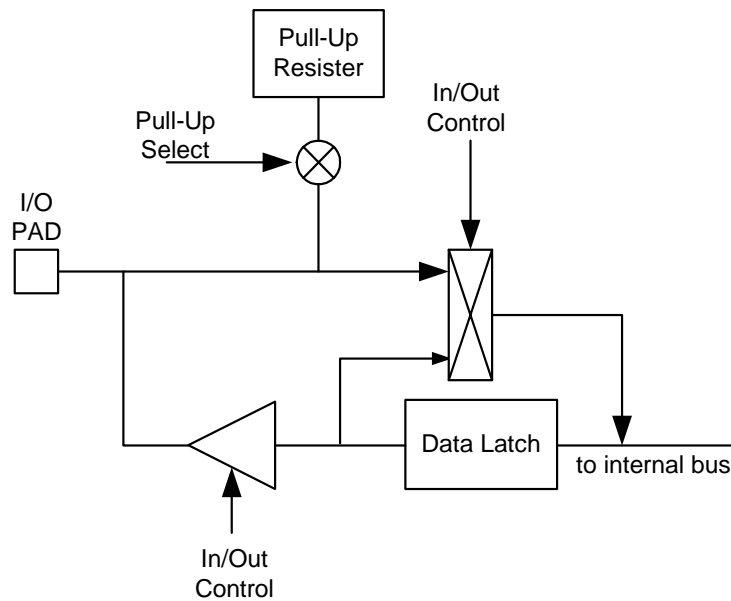 Pull-Up
Resister
In/Out
Control
Pull-Up
Select
I/O
PAD
Data Latch
to internal bus
In/Out
Control